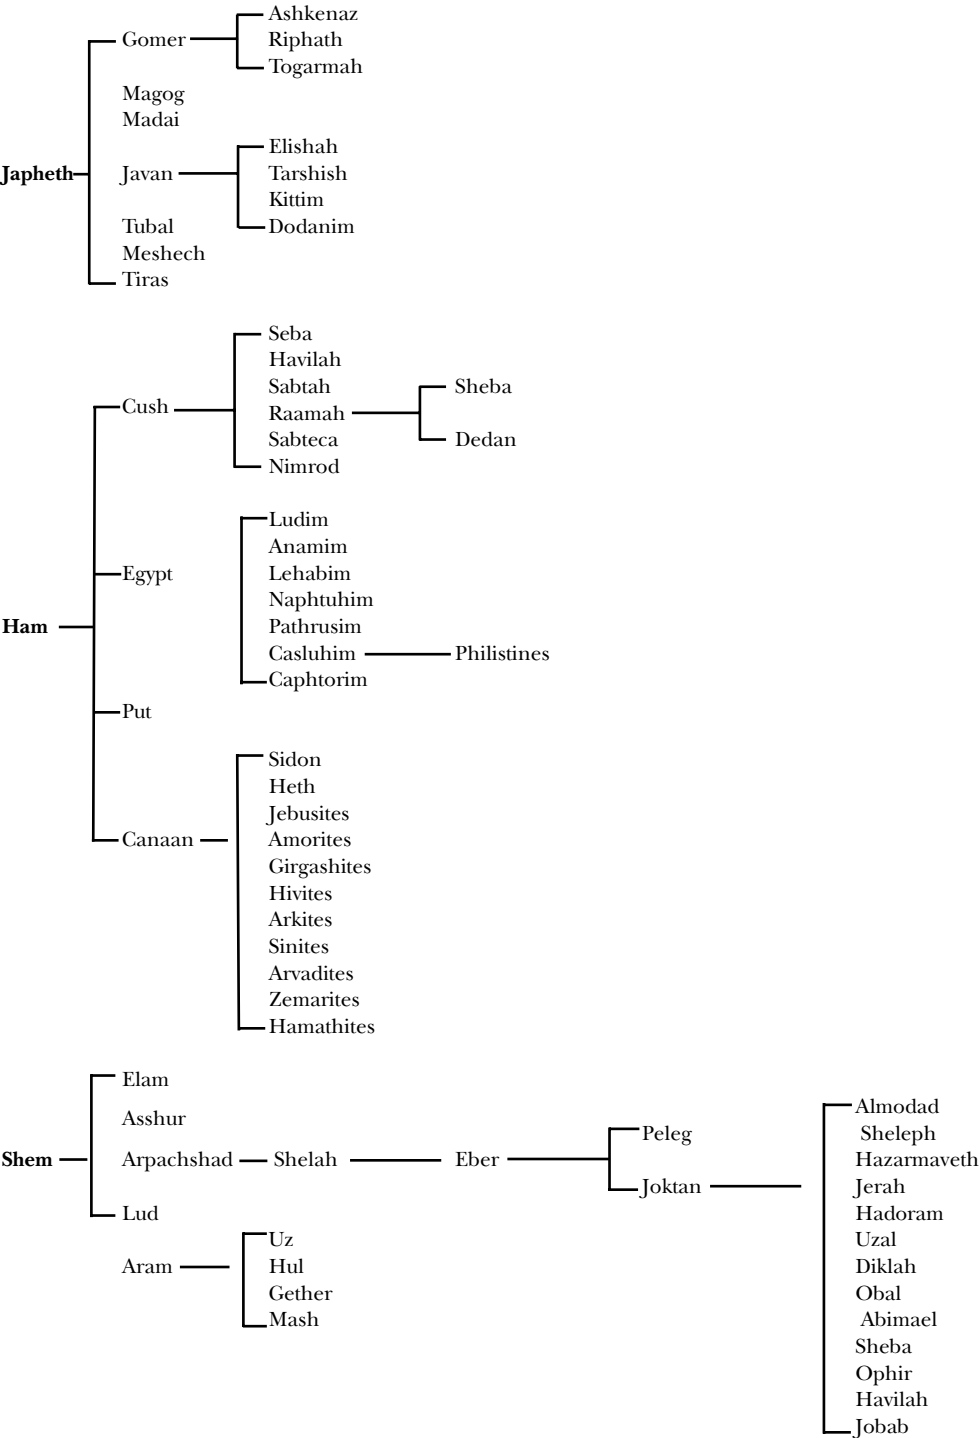 Ashkenaz
Gomer Riphath
Togarmah
Magog
Madai
Elishah
Japheth Javan Tarshish
Kittim
Tubal Dodanim
Meshech
Tiras
Seba
Havilah
Sabtah Sheba
Cush Raamah
Sabteca Dedan
Nimrod
Ludim
Anamim
Egypt Lehabim
Naphtuhim
Ham Pathrusim
Casluhim Philistines
Caphtorim
Put
Sidon
Heth
Jebusites
Canaan Amorites
Girgashites
Hivites
Arkites
Sinites
Arvadites
Zemarites
Hamathites
Elam
Almodad
Asshur
Peleg Sheleph
Shem Arpachshad Shelah Eber Hazarmaveth
Joktan Jerah
Lud Hadoram
Uz Uzal
Aram Hul Diklah
Gether Obal
Mash Abimael
Sheba
Ophir
Havilah
Jobab